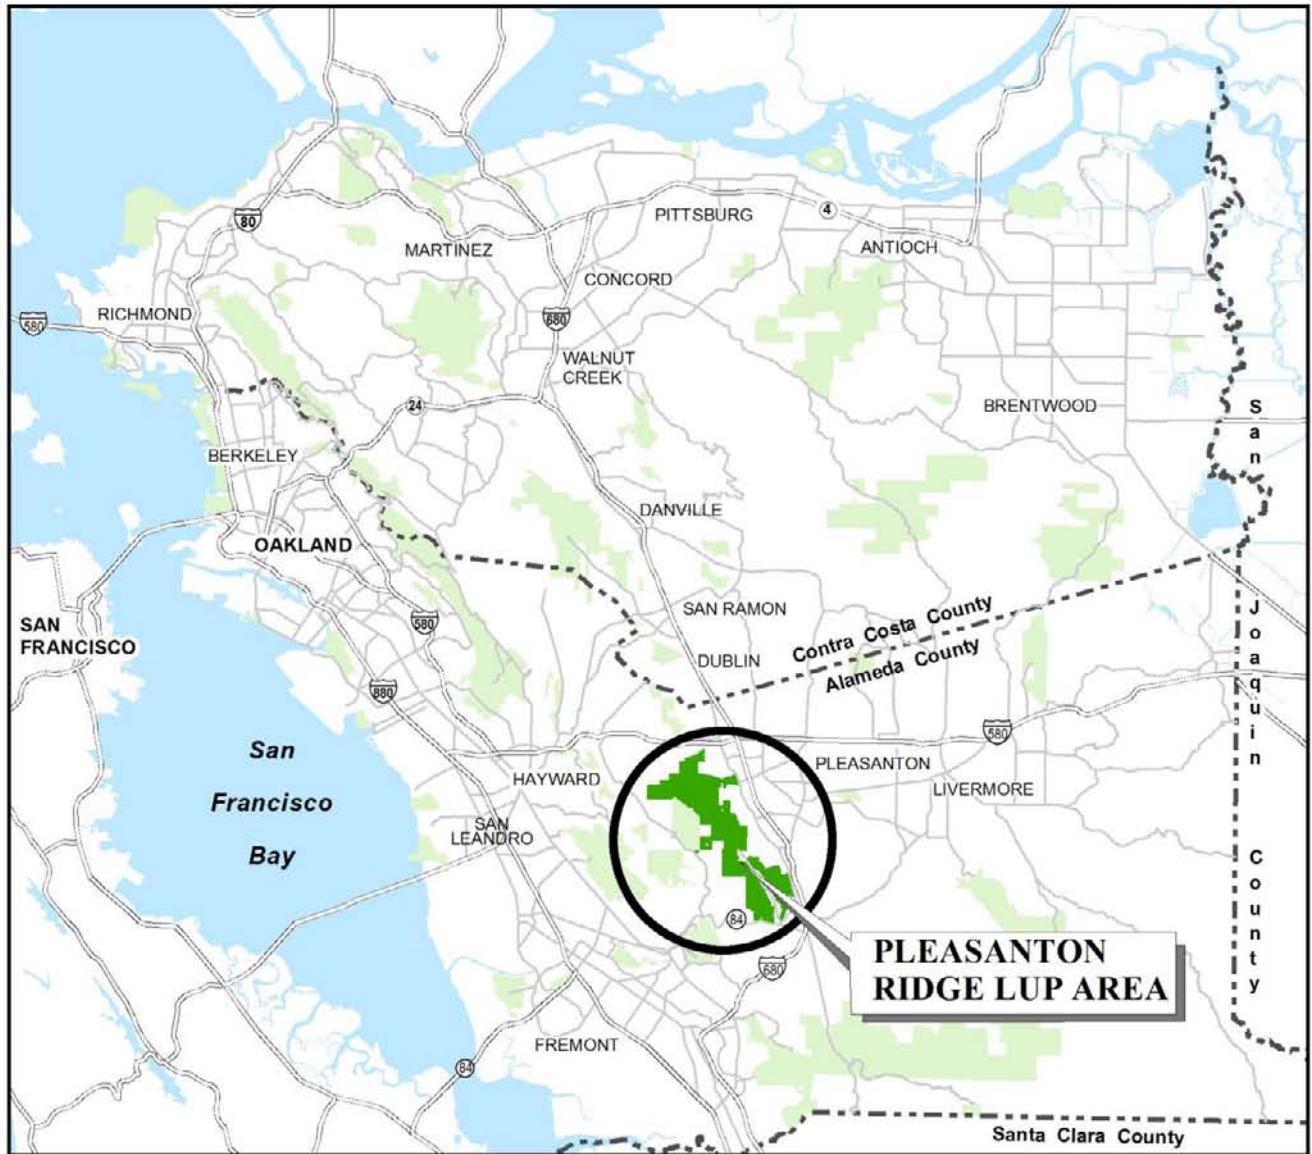 PITTSBURG
4
80
MARTINEZ
ANTIOCH
CONCORD
RICHMOND
580
680
WALNUT
CREEK
24
BRENTWOOD
BERKELEY
DANVILLE
OAKLAND
SAN RAMON
580
SAN
FRANCISCO
Contra Costa County
DUBLIN
Alameda County
880
San Joaquin County
580
San
Francisco
Bay
HAYWARD
PLEASANTON
LIVERMORE
SAN
LEANDRO
84
PLEASANTON
RIDGE LUP AREA
680
FREMONT
84
Santa Clara County